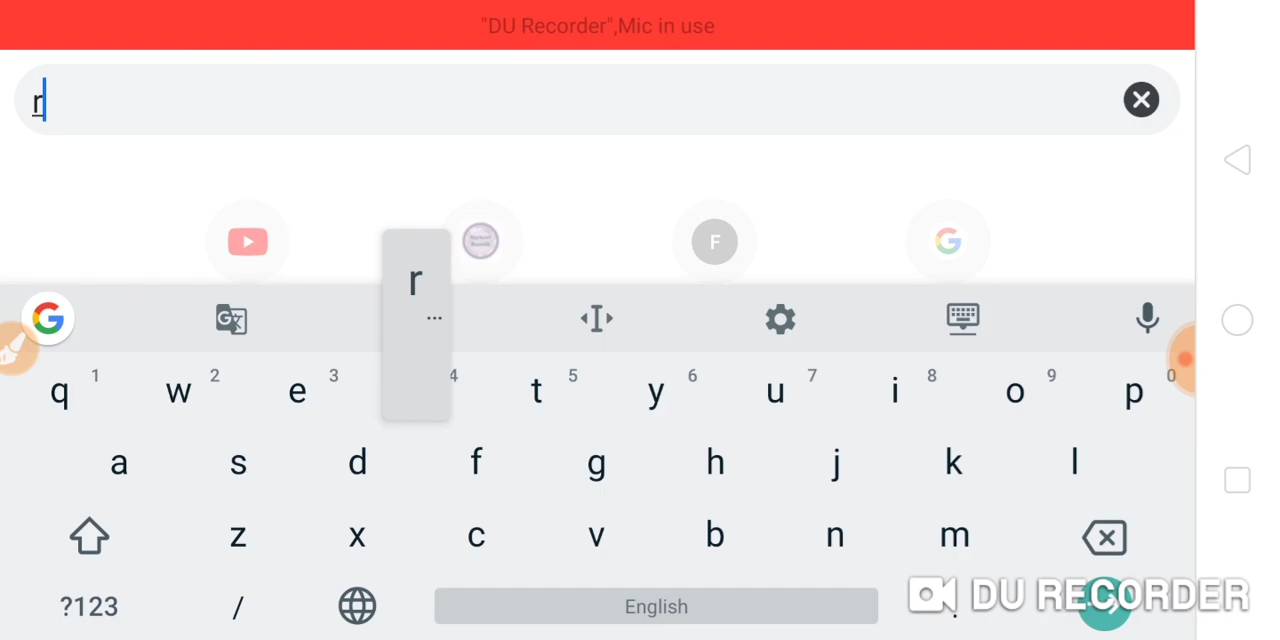 "DU Recorder",Mic in use
r
F
r
...
q 1 w 2 e 3 4 t 5 y 6 u 7 i 8 o 9 p 0
a s d f g h j k l
z x c v b n m
?123 / English .
DU RECORDER